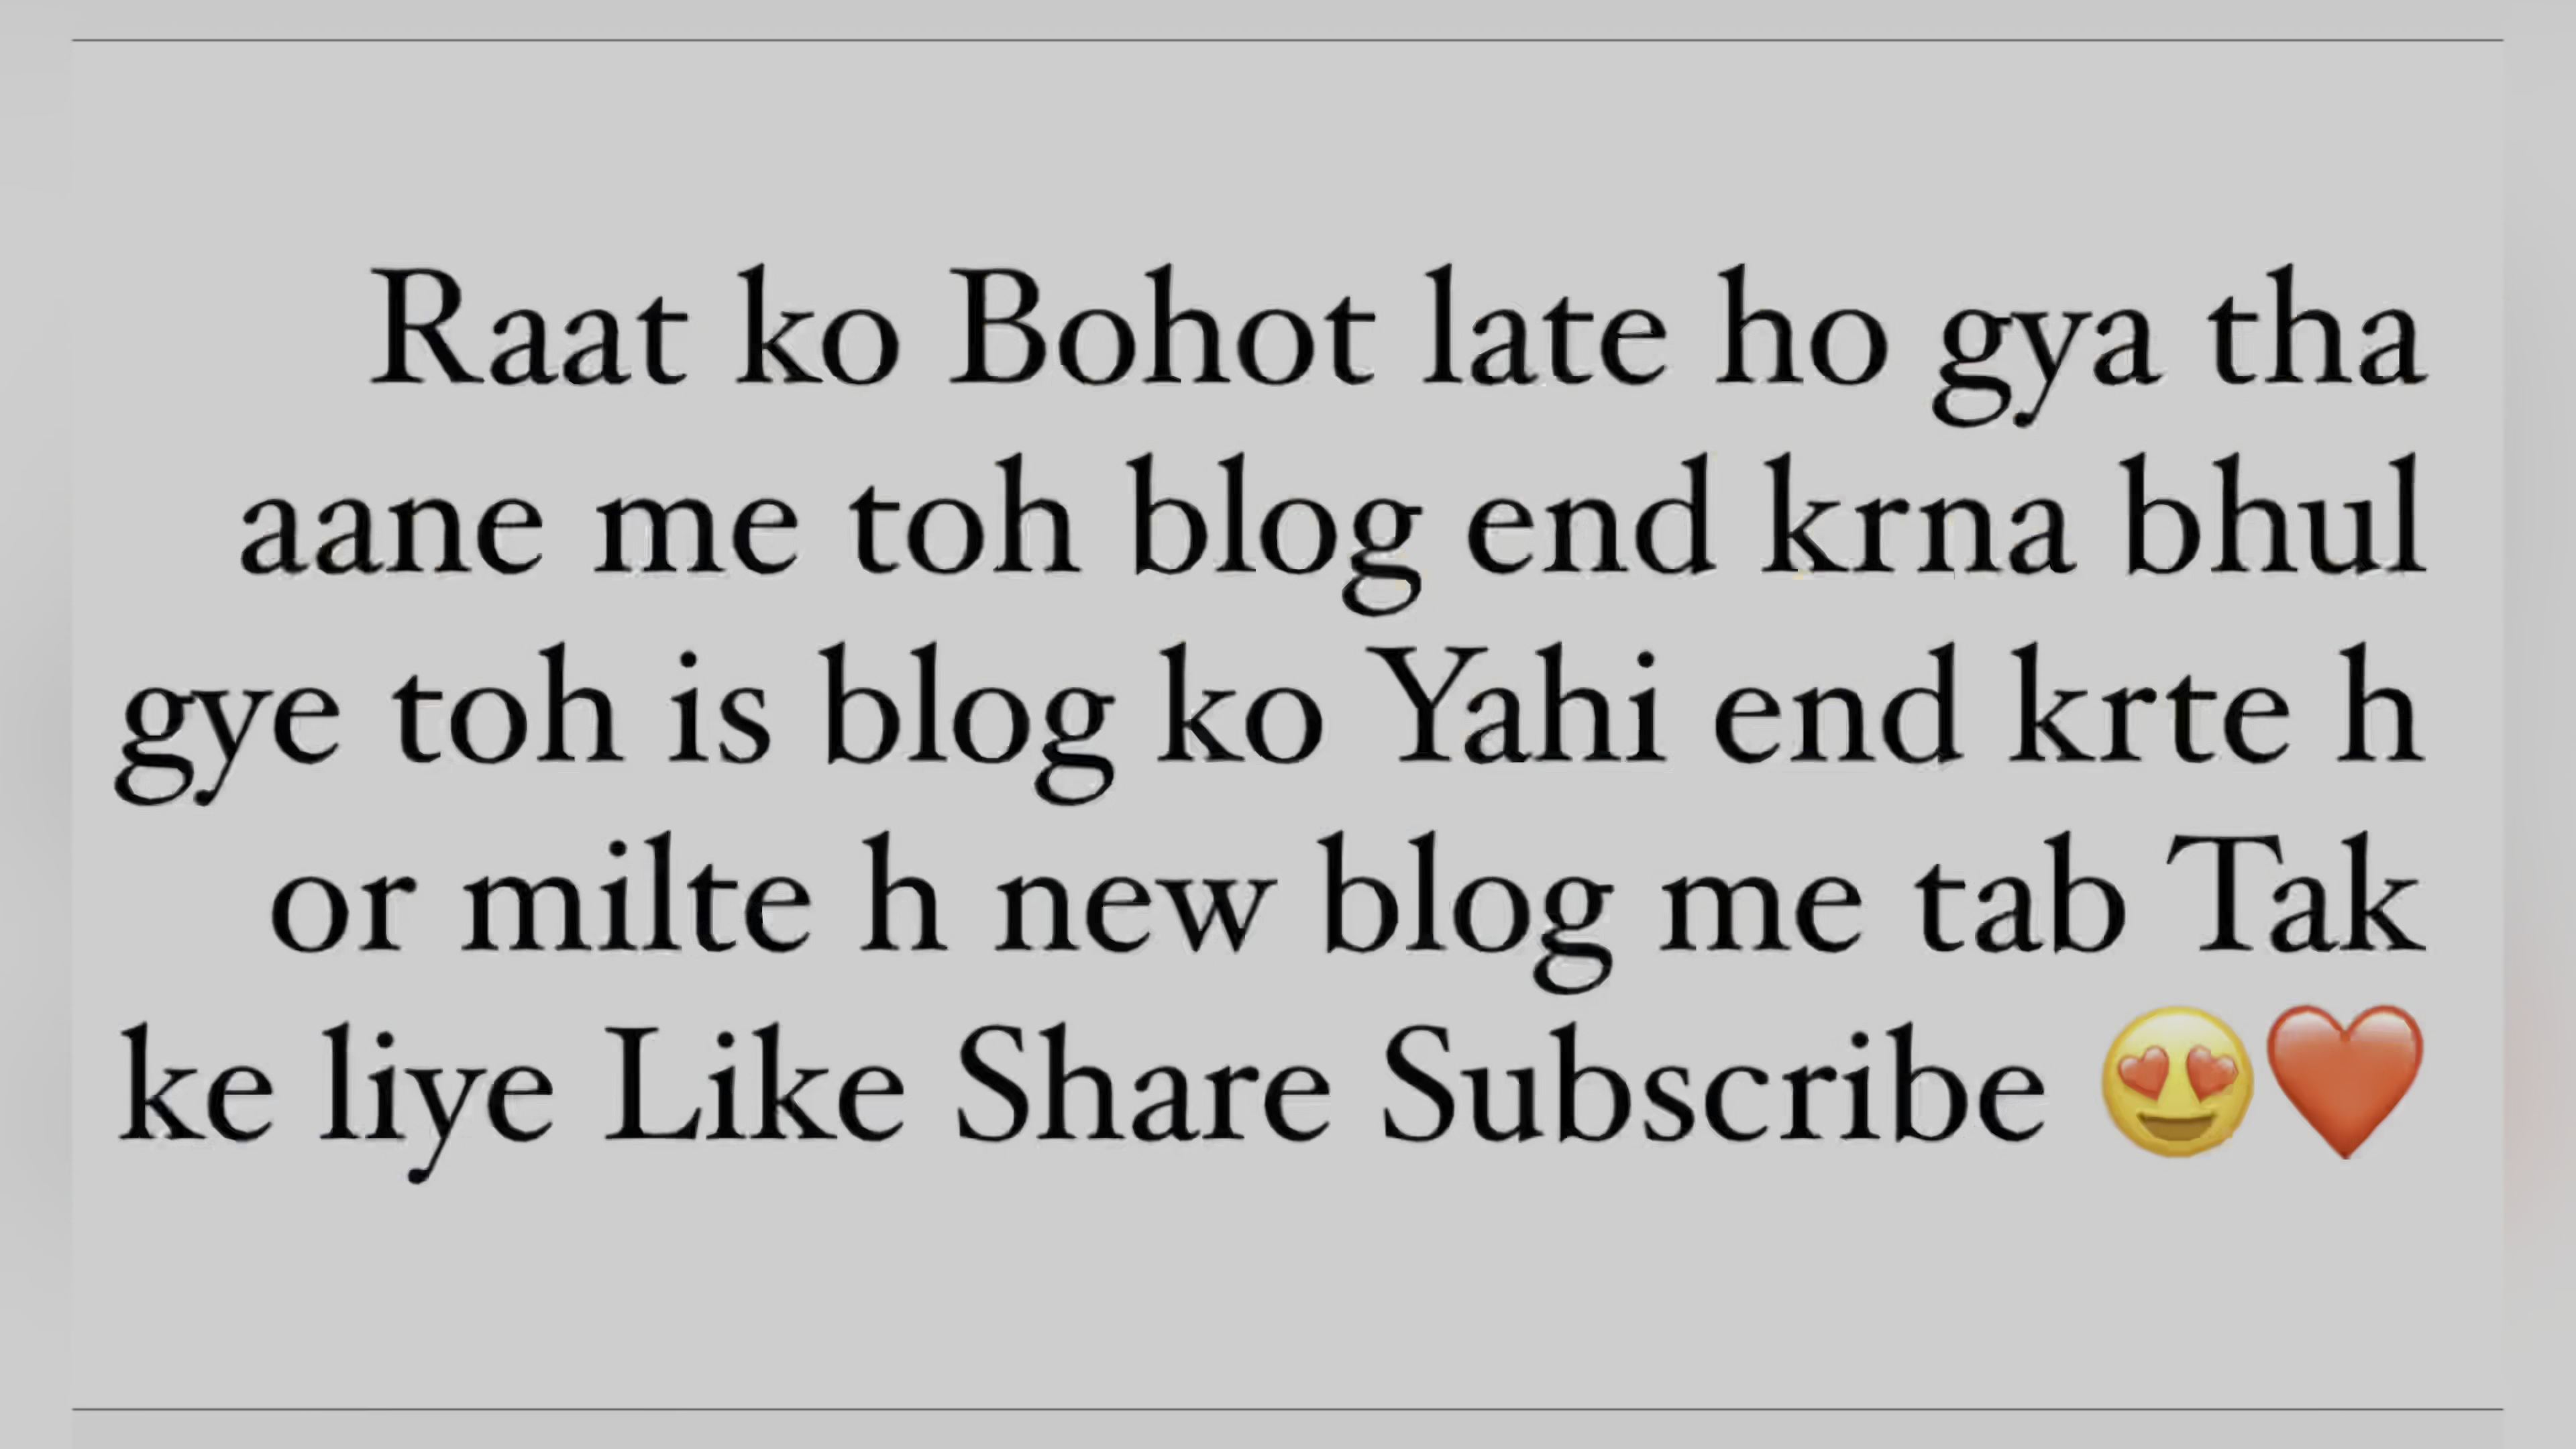 Raat ko Bohot late ho gya tha
aane me toh blog end krna bhul
gye toh is blog ko Yahi end krte h
or milte h new blog me tab Tak
ke liye Like Share Subscribe 😍❤️